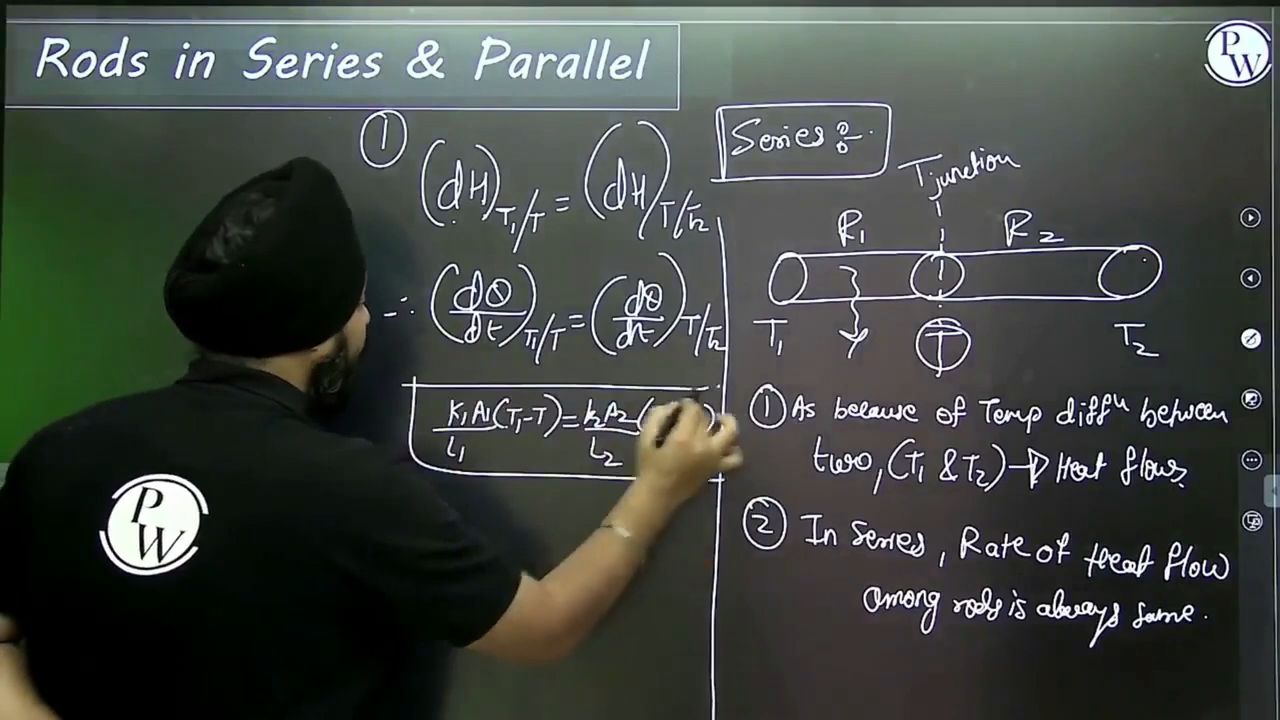 Rods in Series & Parallel
P
W
①
(dH)T₁/T = (dH)T/T₂
∴ (dθ/dt)T₁/T = (dθ/dt)T/T₂
K₁A₁/L₁ (T₁-T) = K₂A₂/L₂ (
Series :-
Tjunction
R₁ R₂
T₁ T T₂
① As because of Temp diffⁿ between
two, (T₁ & T₂) → Heat flows.
② In Series, Rate of Heat flow
among rods is always same.
P
W